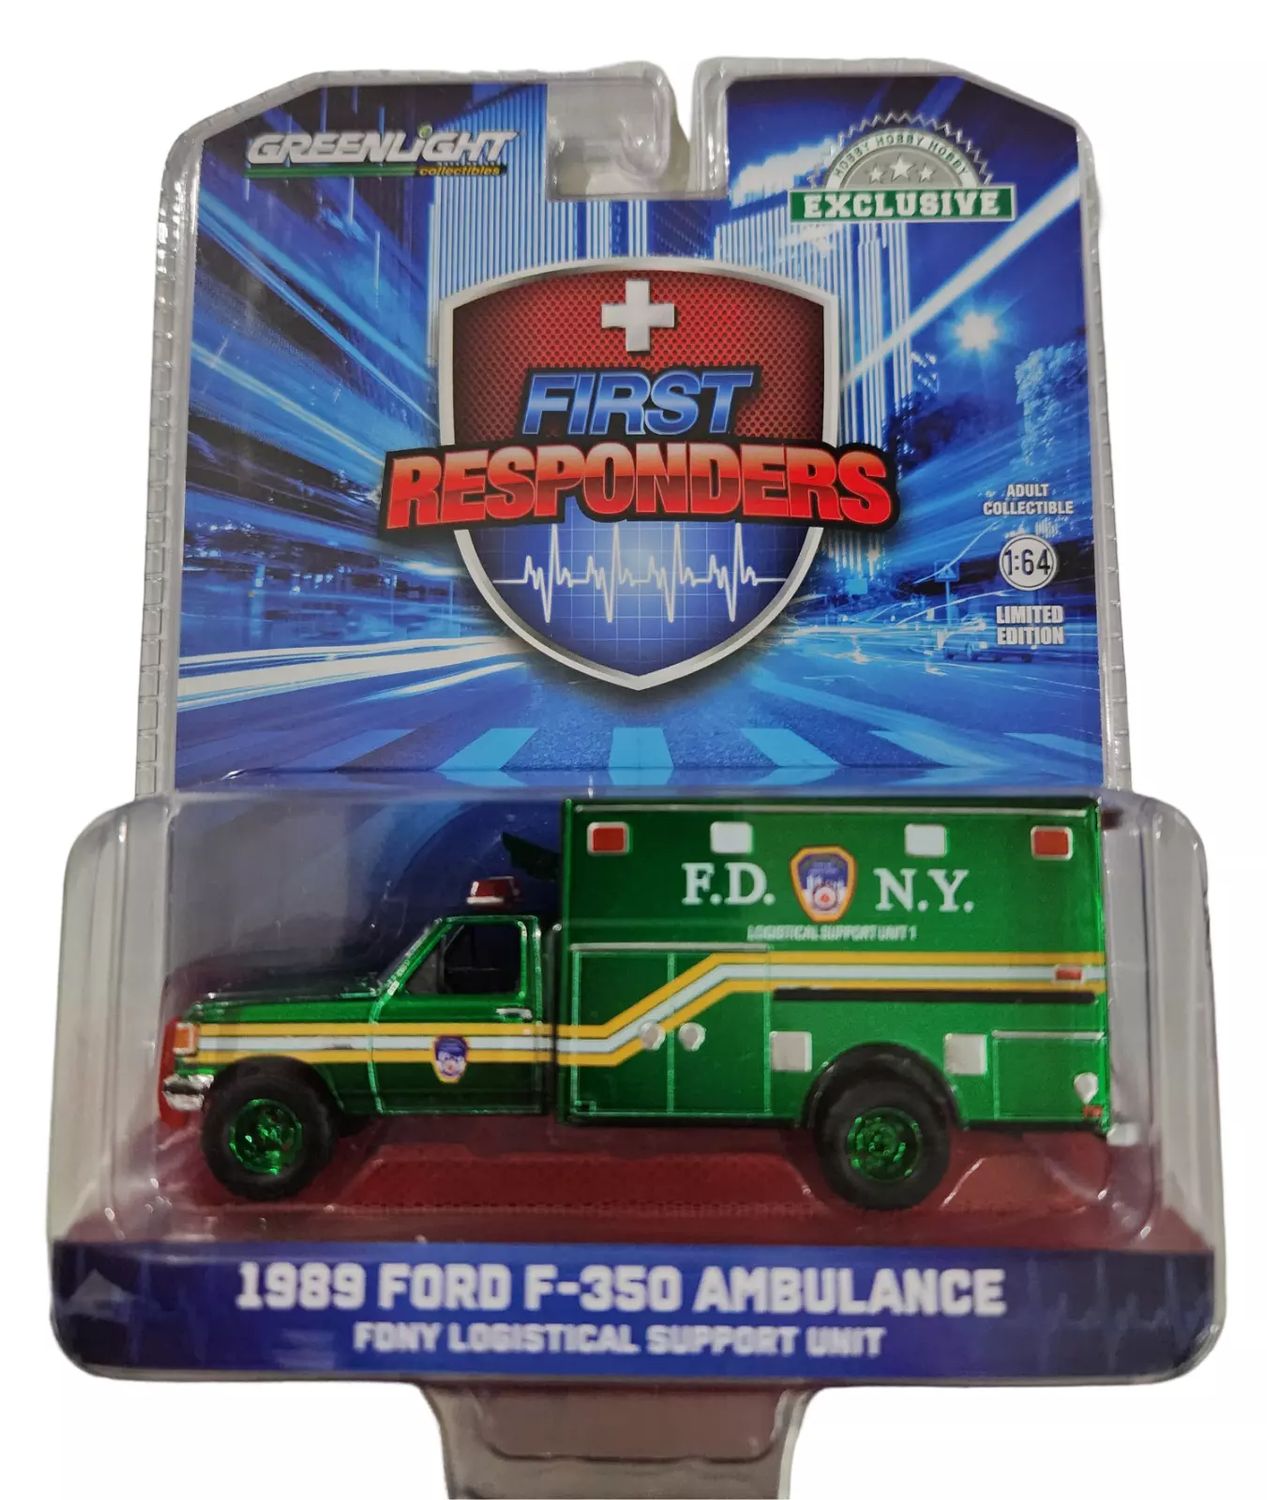 GREENLiGHT
collectibles
HOBBY HOBBY HOBBY
EXCLUSIVE
FIRST
RESPONDERS
ADULT
COLLECTIBLE
1:64
LIMITED
EDITION
F.D. N.Y.
LOGISTICAL SUPPORT UNIT 1
1989 FORD F-350 AMBULANCE
FDNY LOGISTICAL SUPPORT UNIT